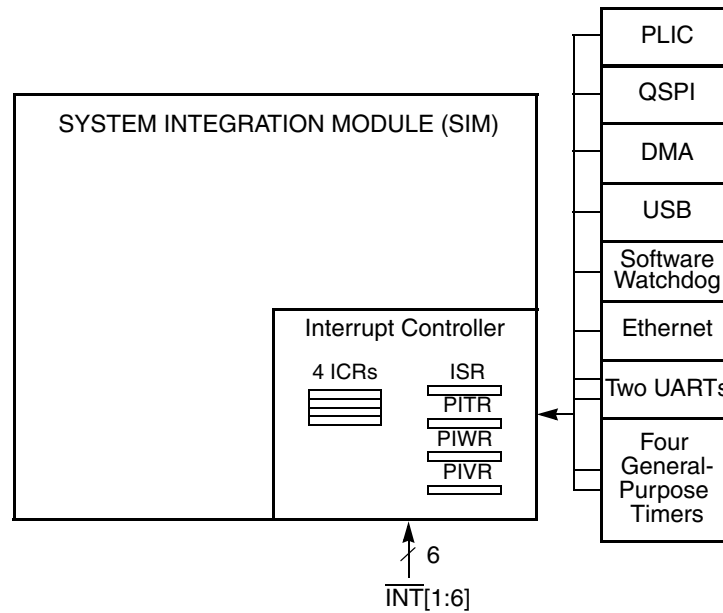 PLIC
QSPI
DMA
USB
Software
Watchdog
Ethernet
Two UARTs
Four
General-
Purpose
Timers
SYSTEM INTEGRATION MODULE (SIM)
Interrupt Controller
4 ICRs
ISR
PITR
PIWR
PIVR
6
INT[1:6]